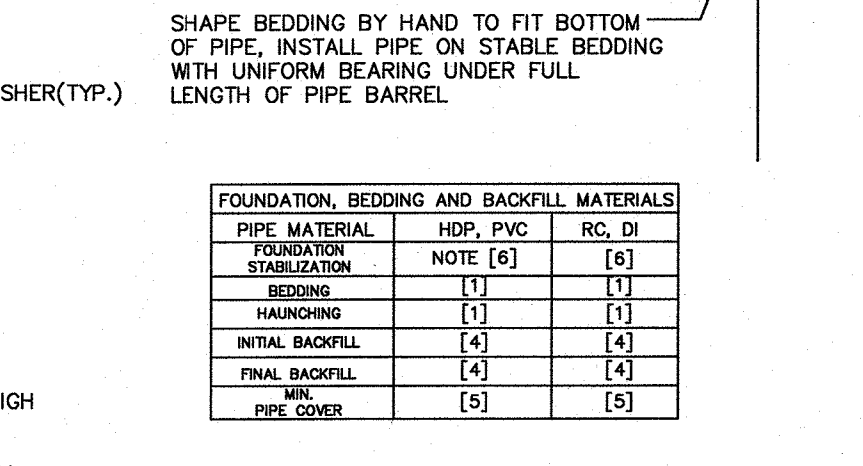 SHAPE BEDDING BY HAND TO FIT BOTTOM
OF PIPE, INSTALL PIPE ON STABLE BEDDING
WITH UNIFORM BEARING UNDER FULL
SHER(TYP.) LENGTH OF PIPE BARREL
FOUNDATION, BEDDING AND BACKFILL MATERIALS
PIPE MATERIAL HDP, PVC RC, DI
FOUNDATION
STABILIZATION NOTE [6] [6]
BEDDING [1] [1]
HAUNCHING [1] [1]
INITIAL BACKFILL [4] [4]
FINAL BACKFILL [4] [4]
IGH
MIN.
PIPE COVER [5] [5]